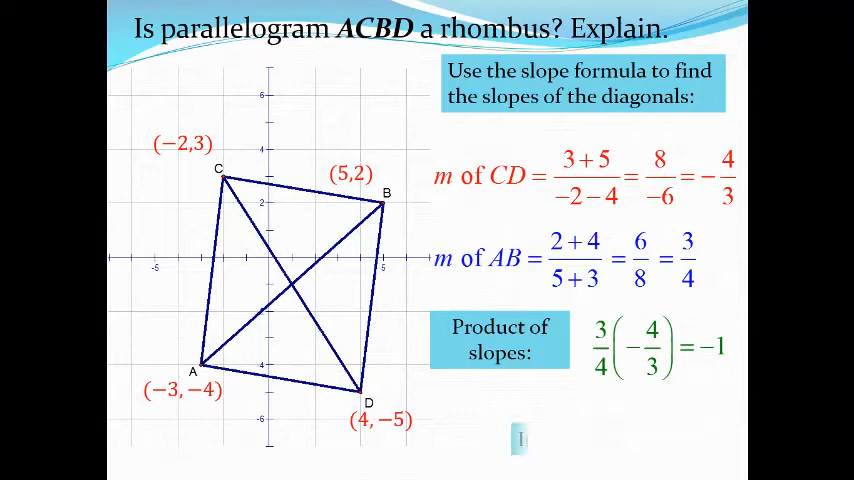 Is parallelogram ACBD a rhombus? Explain.
Use the slope formula to find
the slopes of the diagonals:
(−2,3)
C
(5,2)
B
m of CD = (3 + 5)/(−2 − 4) = 8/(−6) = −4/3
m of AB = (2 + 4)/(5 + 3) = 6/8 = 3/4
Product of
slopes:
3/4(−4/3) = −1
A
(−3, −4)
D
(4, −5)
6
4
2
-5
5
-4
-6